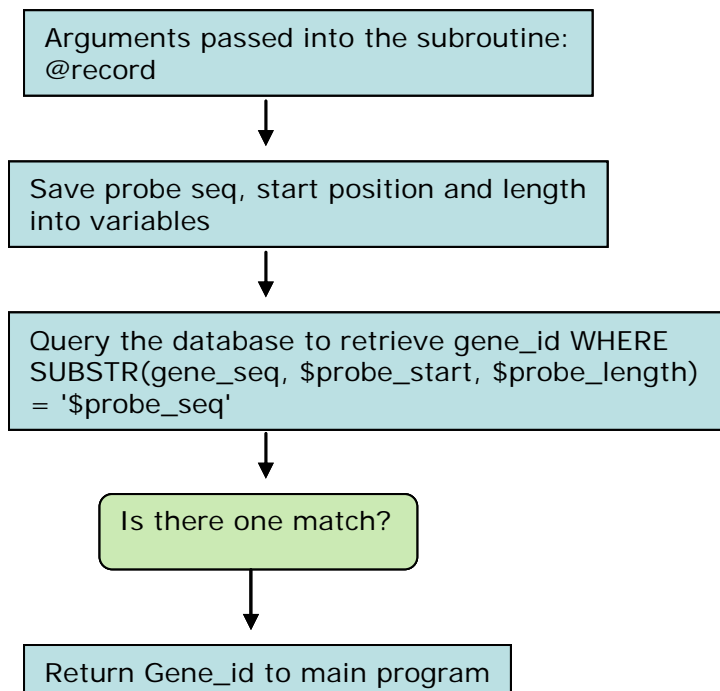 Arguments passed into the subroutine:
@record
Save probe seq, start position and length
into variables
Query the database to retrieve gene_id WHERE
SUBSTR(gene_seq, $probe_start, $probe_length)
= '$probe_seq'
Is there one match?
Return Gene_id to main program